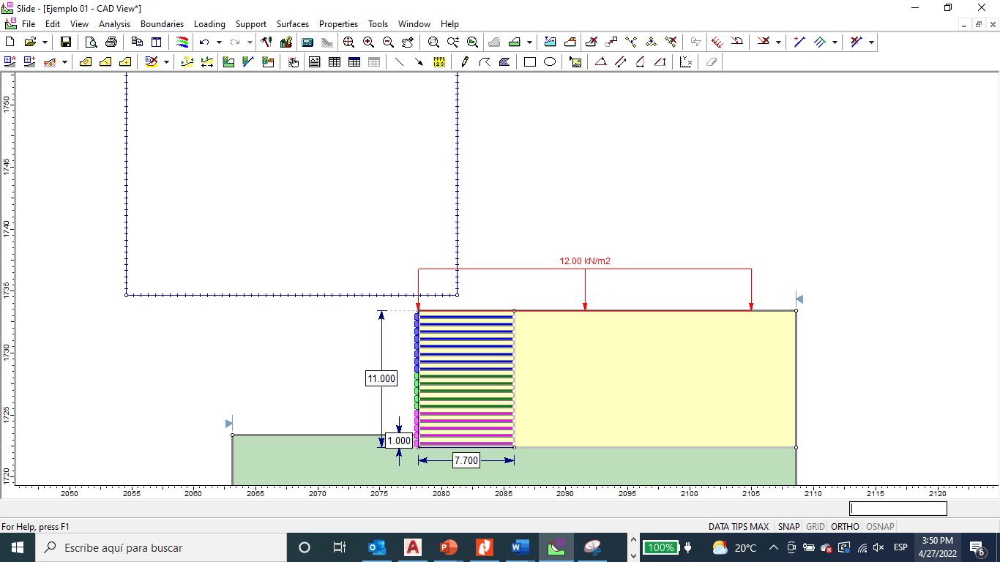 Slide - [Ejemplo 01 - CAD View*]
File Edit View Analysis Boundaries Loading Support Surfaces Properties Tools Window Help
1750
1745
1740
1735
1730
1725
1720
12.00 kN/m2
11.000
1.000
7.700
2050 2055 2060 2065 2070 2075 2080 2085 2090 2095 2100 2105 2110 2115 2120
For Help, press F1
DATA TIPS MAX SNAP GRID ORTHO OSNAP
Escribe aquí para buscar
100%
20°C
ESP
3:50 PM
4/27/2022
6